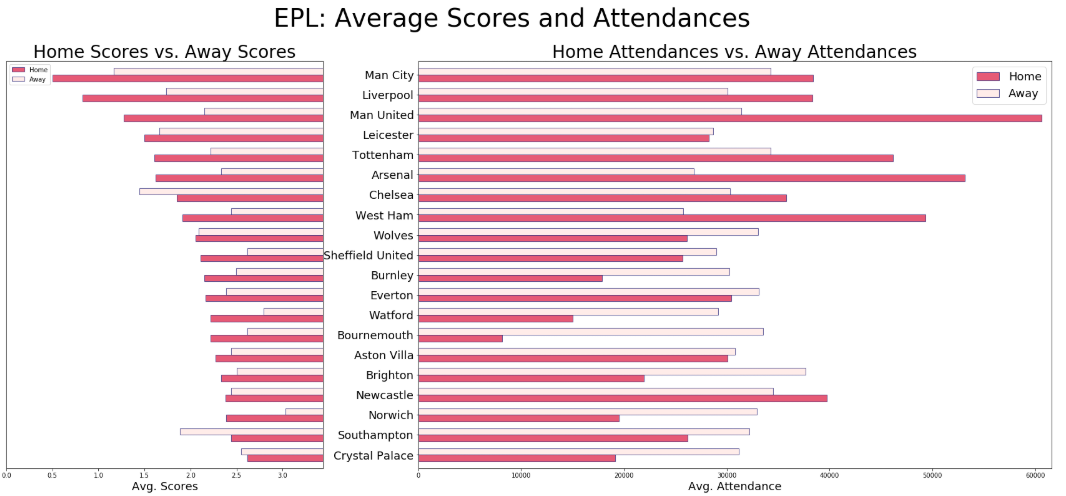 EPL: Average Scores and Attendances
Home Scores vs. Away Scores
Home Attendances vs. Away Attendances
Home
Away
Home
Away
Man City
Liverpool
Man United
Leicester
Tottenham
Arsenal
Chelsea
West Ham
Wolves
Sheffield United
Burnley
Everton
Watford
Bournemouth
Aston Villa
Brighton
Newcastle
Norwich
Southampton
Crystal Palace
0.0 0.5 1.0 1.5 2.0 2.5 3.0
0 10000 20000 30000 40000 50000 60000
Avg. Scores
Avg. Attendance